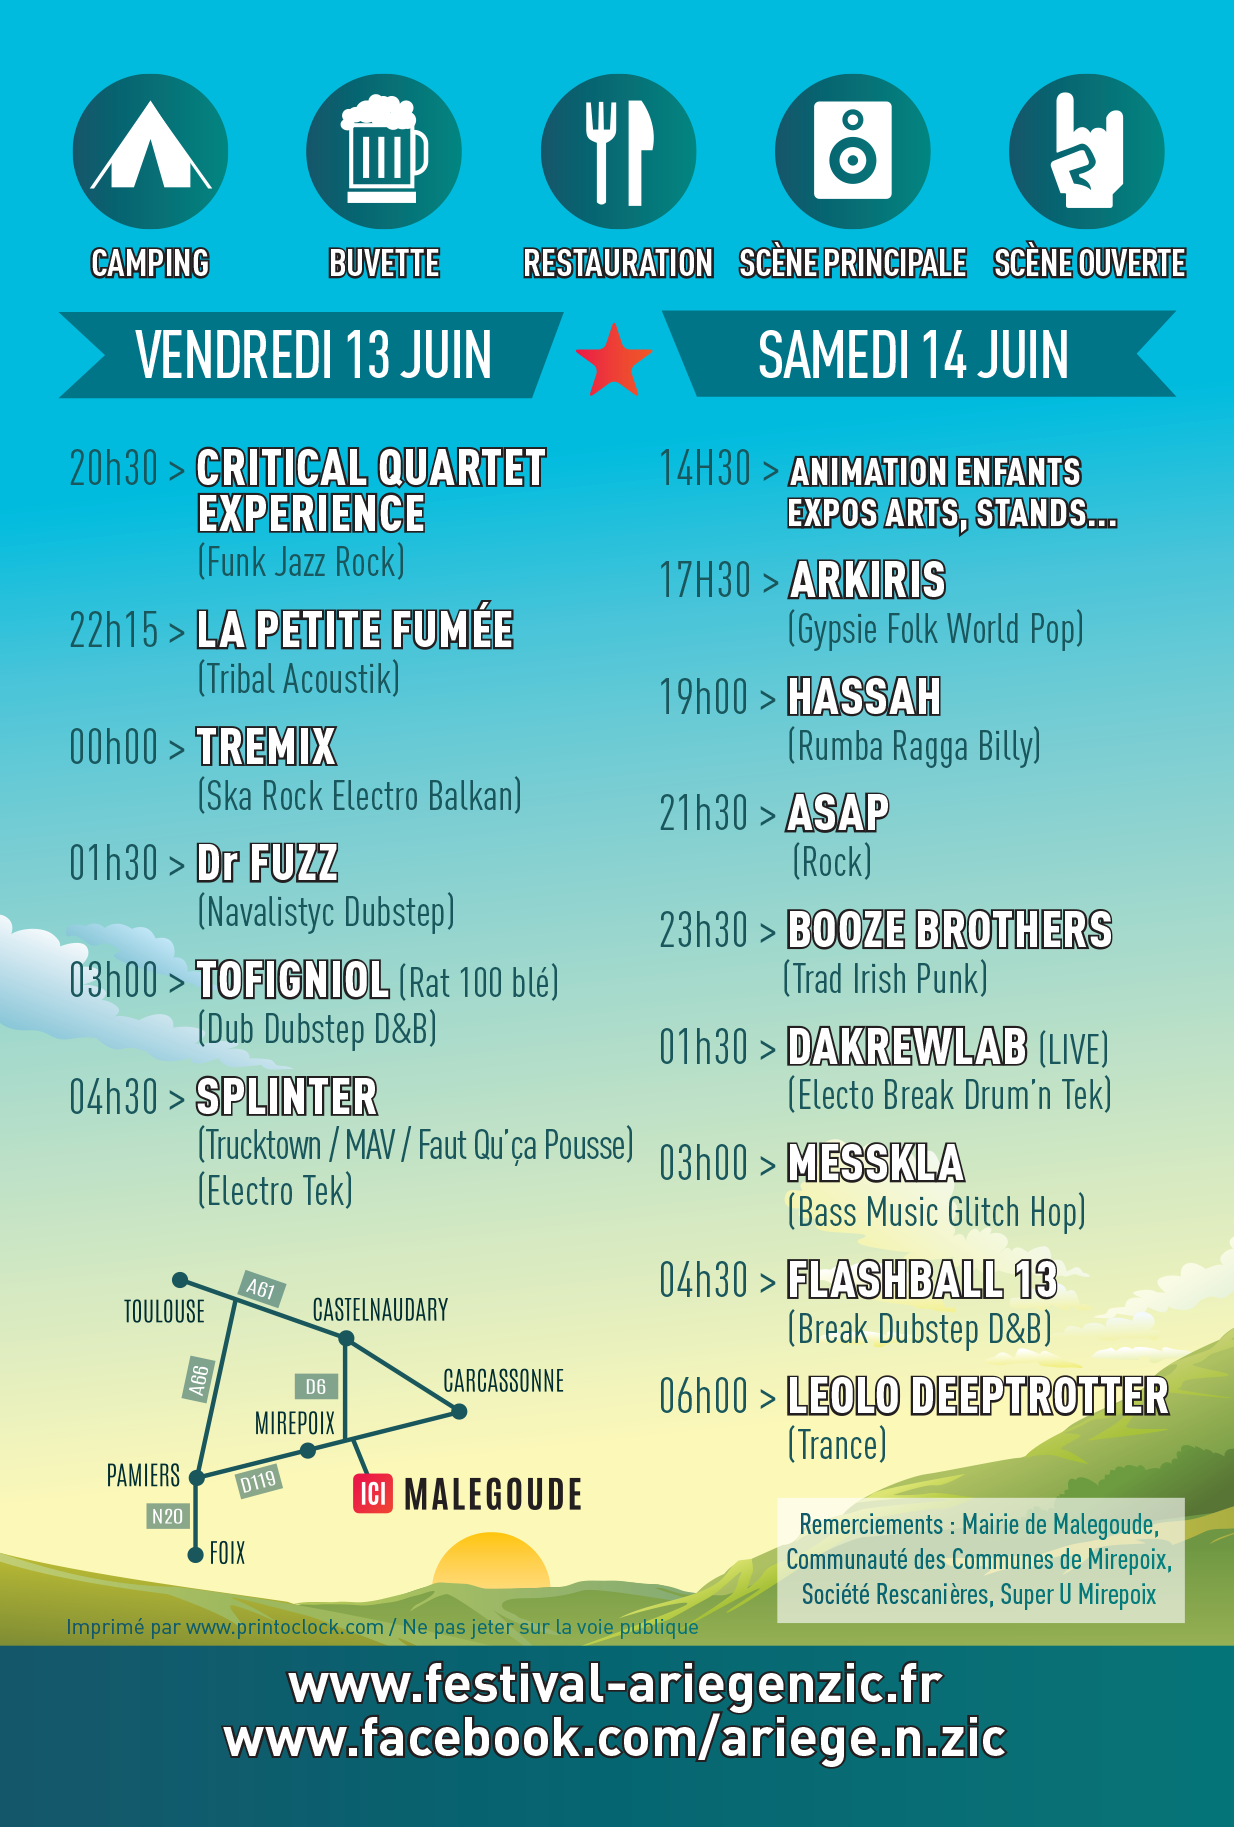 CAMPING
BUVETTE
RESTAURATION
SCÈNE PRINCIPALE
SCÈNE OUVERTE
VENDREDI 13 JUIN
20h30 > CRITICAL QUARTET
EXPERIENCE
(Funk Jazz Rock)
22h15 > LA PETITE FUMÉE
(Tribal Acoustik)
00h00 > TREMIX
(Ska Rock Electro Balkan)
01h30 > Dr FUZZ
(Navalistyc Dubstep)
03h00 > TOFIGNIOL (Rat 100 blé)
(Dub Dubstep D&B)
04h30 > SPLINTER
(Trucktown / MAV / Faut Qu'ça Pousse)
(Electro Tek)
SAMEDI 14 JUIN
14H30 > ANIMATION ENFANTS
EXPOS ARTS, STANDS...
17H30 > ARKIRIS
(Gypsie Folk World Pop)
19h00 > HASSAH
(Rumba Ragga Billy)
21h30 > ASAP
(Rock)
23h30 > BOOZE BROTHERS
(Trad Irish Punk)
01h30 > DAKREWLAB (LIVE)
(Electo Break Drum'n Tek)
03h00 > MESSKLA
(Bass Music Glitch Hop)
04h30 > FLASHBALL 13
(Break Dubstep D&B)
06h00 > LEOLO DEEPTROTTER
(Trance)
A61
TOULOUSE
CASTELNAUDARY
A66
D6
CARCASSONNE
MIREPOIX
PAMIERS
D119
ICI MALEGOUDE
N20
FOIX
Remerciements : Mairie de Malegoude,
Communauté des Communes de Mirepoix,
Société Rescanières, Super U Mirepoix
Imprimé par www.printoclock.com / Ne pas jeter sur la voie publique
www.festival-ariegenzic.fr
www.facebook.com/ariege.n.zic